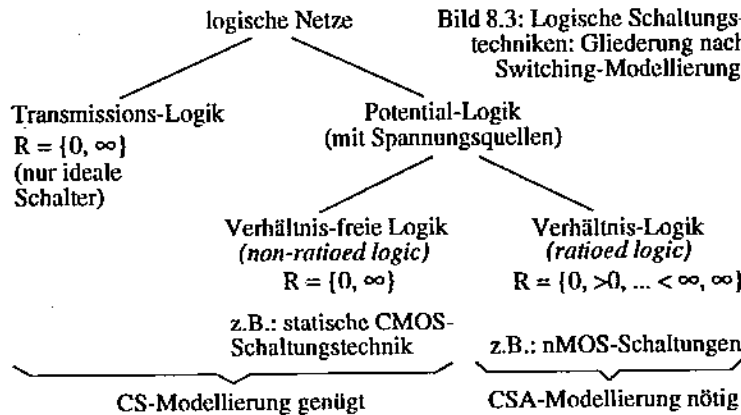 logische Netze
Bild 8.3: Logische Schaltungs-
techniken: Gliederung nach
Switching-Modellierung
Transmissions-Logik
R = {0, ∞}
(nur ideale
Schalter)
Potential-Logik
(mit Spannungsquellen)
Verhältnis-freie Logik
(non-ratioed logic)
R = {0, ∞}
z.B.: statische CMOS-
Schaltungstechnik
Verhältnis-Logik
(ratioed logic)
R = {0, >0, ... < ∞, ∞}
z.B.: nMOS-Schaltungen
CS-Modellierung genügt
CSA-Modellierung nötig